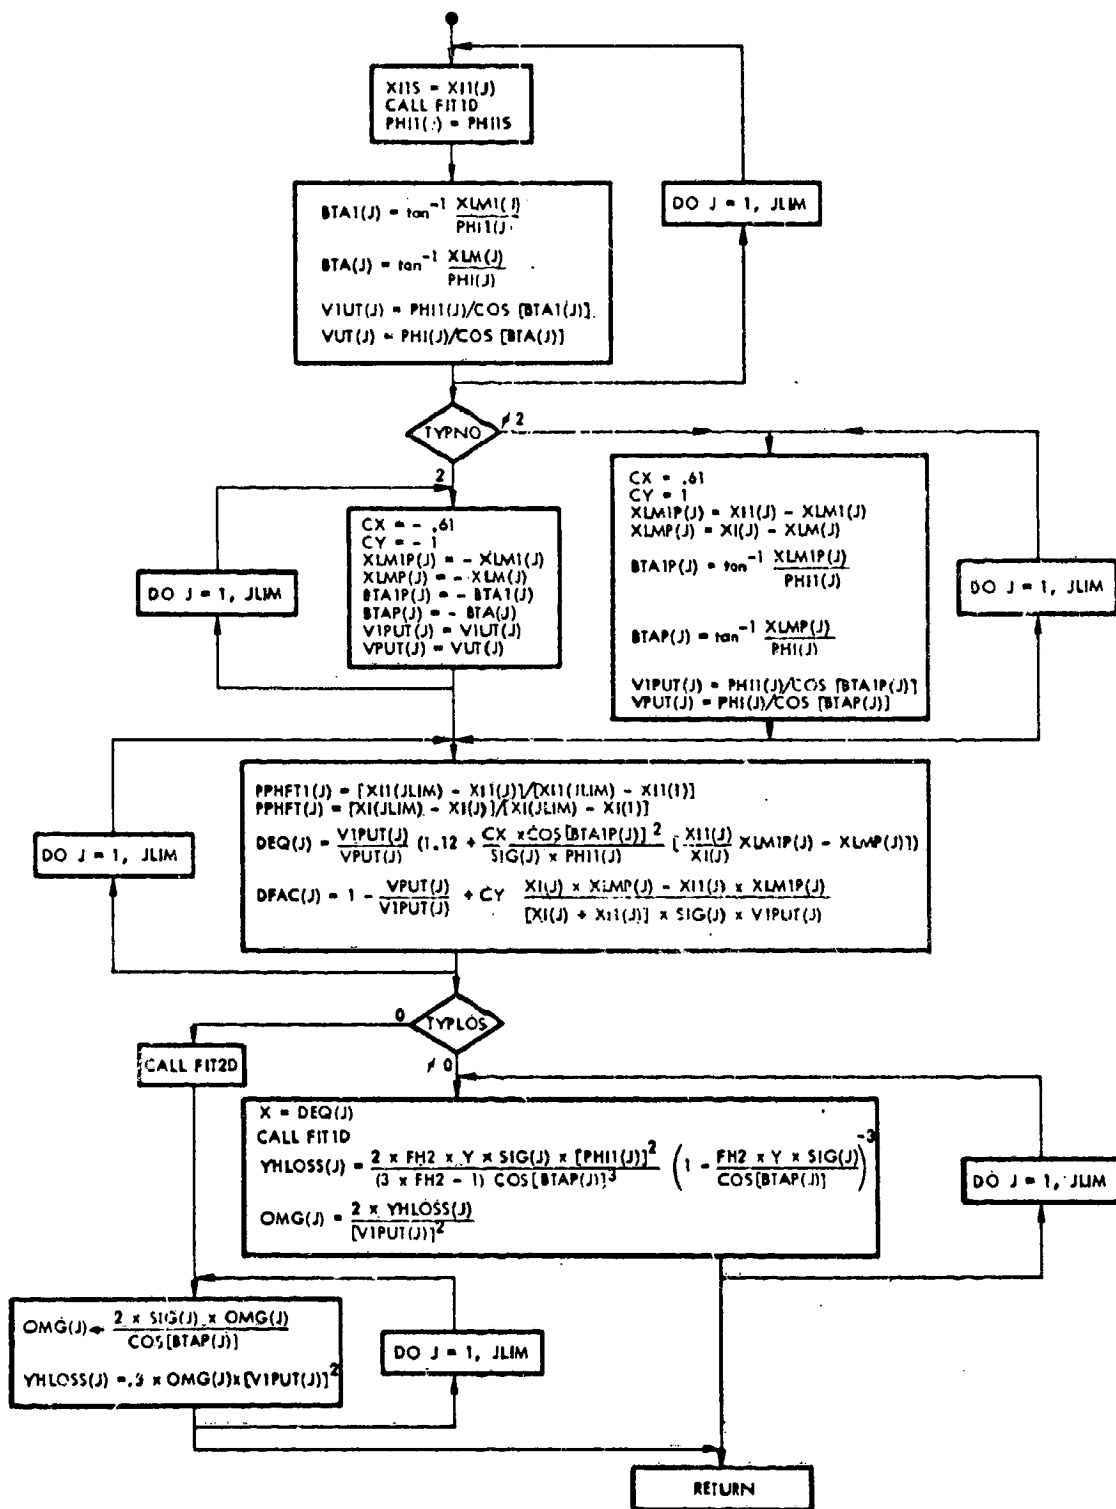 XI1S = XI1(J)
CALL FIT1D
PHI1(J) = PHI1S
BTA1(J) = tan⁻¹ XLM1(J) / PHI1(J)
DO J = 1, JLIM
BTA(J) = tan⁻¹ XLM(J) / PHI(J)
V1UT(J) = PHI1(J)/COS [BTA1(J)].
VUT(J) = PHI(J)/COS [BTA(J)]
TYPNO
≠ 2
2
CX = - .61
CY = - 1
XLM1P(J) = - XLM1(J)
XLMP(J) = - XLM(J)
BTA1P(J) = - BTA1(J)
BTAP(J) = - BTA(J)
V1PUT(J) = V1UT(J)
VPUT(J) = VUT(J)
DO J = 1, JLIM
CX = .61
CY = 1
XLM1P(J) = XI1(J) - XLM1(J)
XLMP(J) = XI(J) - XLM(J)
BTA1P(J) = tan⁻¹ XLM1P(J) / PHI1(J)
BTAP(J) = tan⁻¹ XLMP(J) / PHI(J)
V1PUT(J) = PHI1(J)/COS [BTA1P(J)]
VPUT(J) = PHI(J)/COS [BTAP(J)]
DO J = 1, JLIM
PPHFT1(J) = [XI1(JLIM) - XI1(J)]/[XI1(JLIM) - XI1(1)]
PPHFT(J) = [XI(JLIM) - XI(J)]/[XI(JLIM) - XI(1)]
DEQ(J) = V1PUT(J) / VPUT(J) (1.12 + CX × COS[BTA1P(J)]² / SIG(J) × PHI1(J) [XI1(J) / XI(J) XLM1P(J) - XLMP(J)])
DFAC(J) = 1 - VPUT(J) / V1PUT(J) + CY XI(J) × XLMP(J) - XI1(J) × XLM1P(J) / [XI(J) + XI1(J)] × SIG(J) × V1PUT(J)
DO J = 1, JLIM
TYPLOS
0
≠ 0
CALL FIT2D
X = DEQ(J)
CALL FIT1D
YHLOSS(J) = 2 × FH2 × Y × SIG(J) × [PHI1(J)]² / (3 × FH2 - 1) COS[BTAP(J)]³ (1 - FH2 × Y × SIG(J) / COS[BTAP(J)])⁻³
OMG(J) = 2 × YHLOSS(J) / [V1PUT(J)]²
DO J = 1, JLIM
OMG(J) ← 2 × SIG(J) × OMG(J) / COS[BTAP(J)]
YHLOSS(J) = .5 × OMG(J) × [V1PUT(J)]²
DO J = 1, JLIM
RETURN